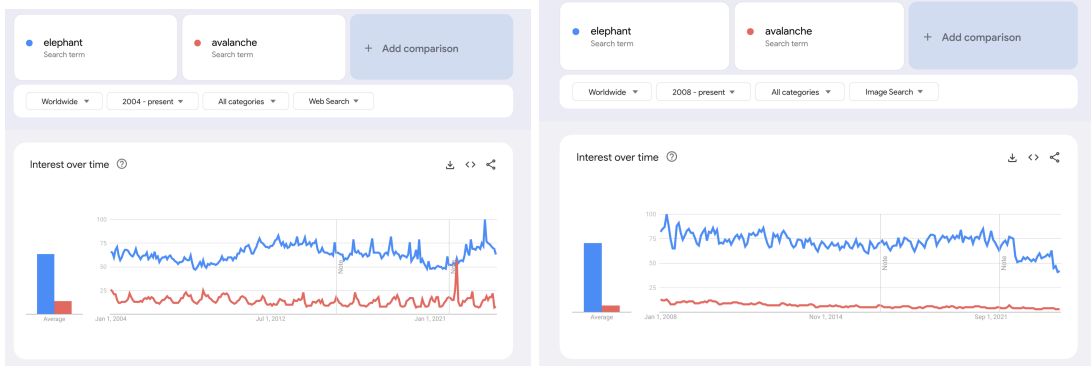 elephant
Search term
avalanche
Search term
+ Add comparison
Worldwide
2004 - present
All categories
Web Search
Interest over time
100
75
50
25
Note
Note
Average
Jan 1, 2004
Jul 1, 2012
Jan 1, 2021
elephant
Search term
avalanche
Search term
+ Add comparison
Worldwide
2008 - present
All categories
Image Search
Interest over time
100
75
50
25
Note
Note
Average
Jan 1, 2008
Nov 1, 2014
Sep 1, 2021